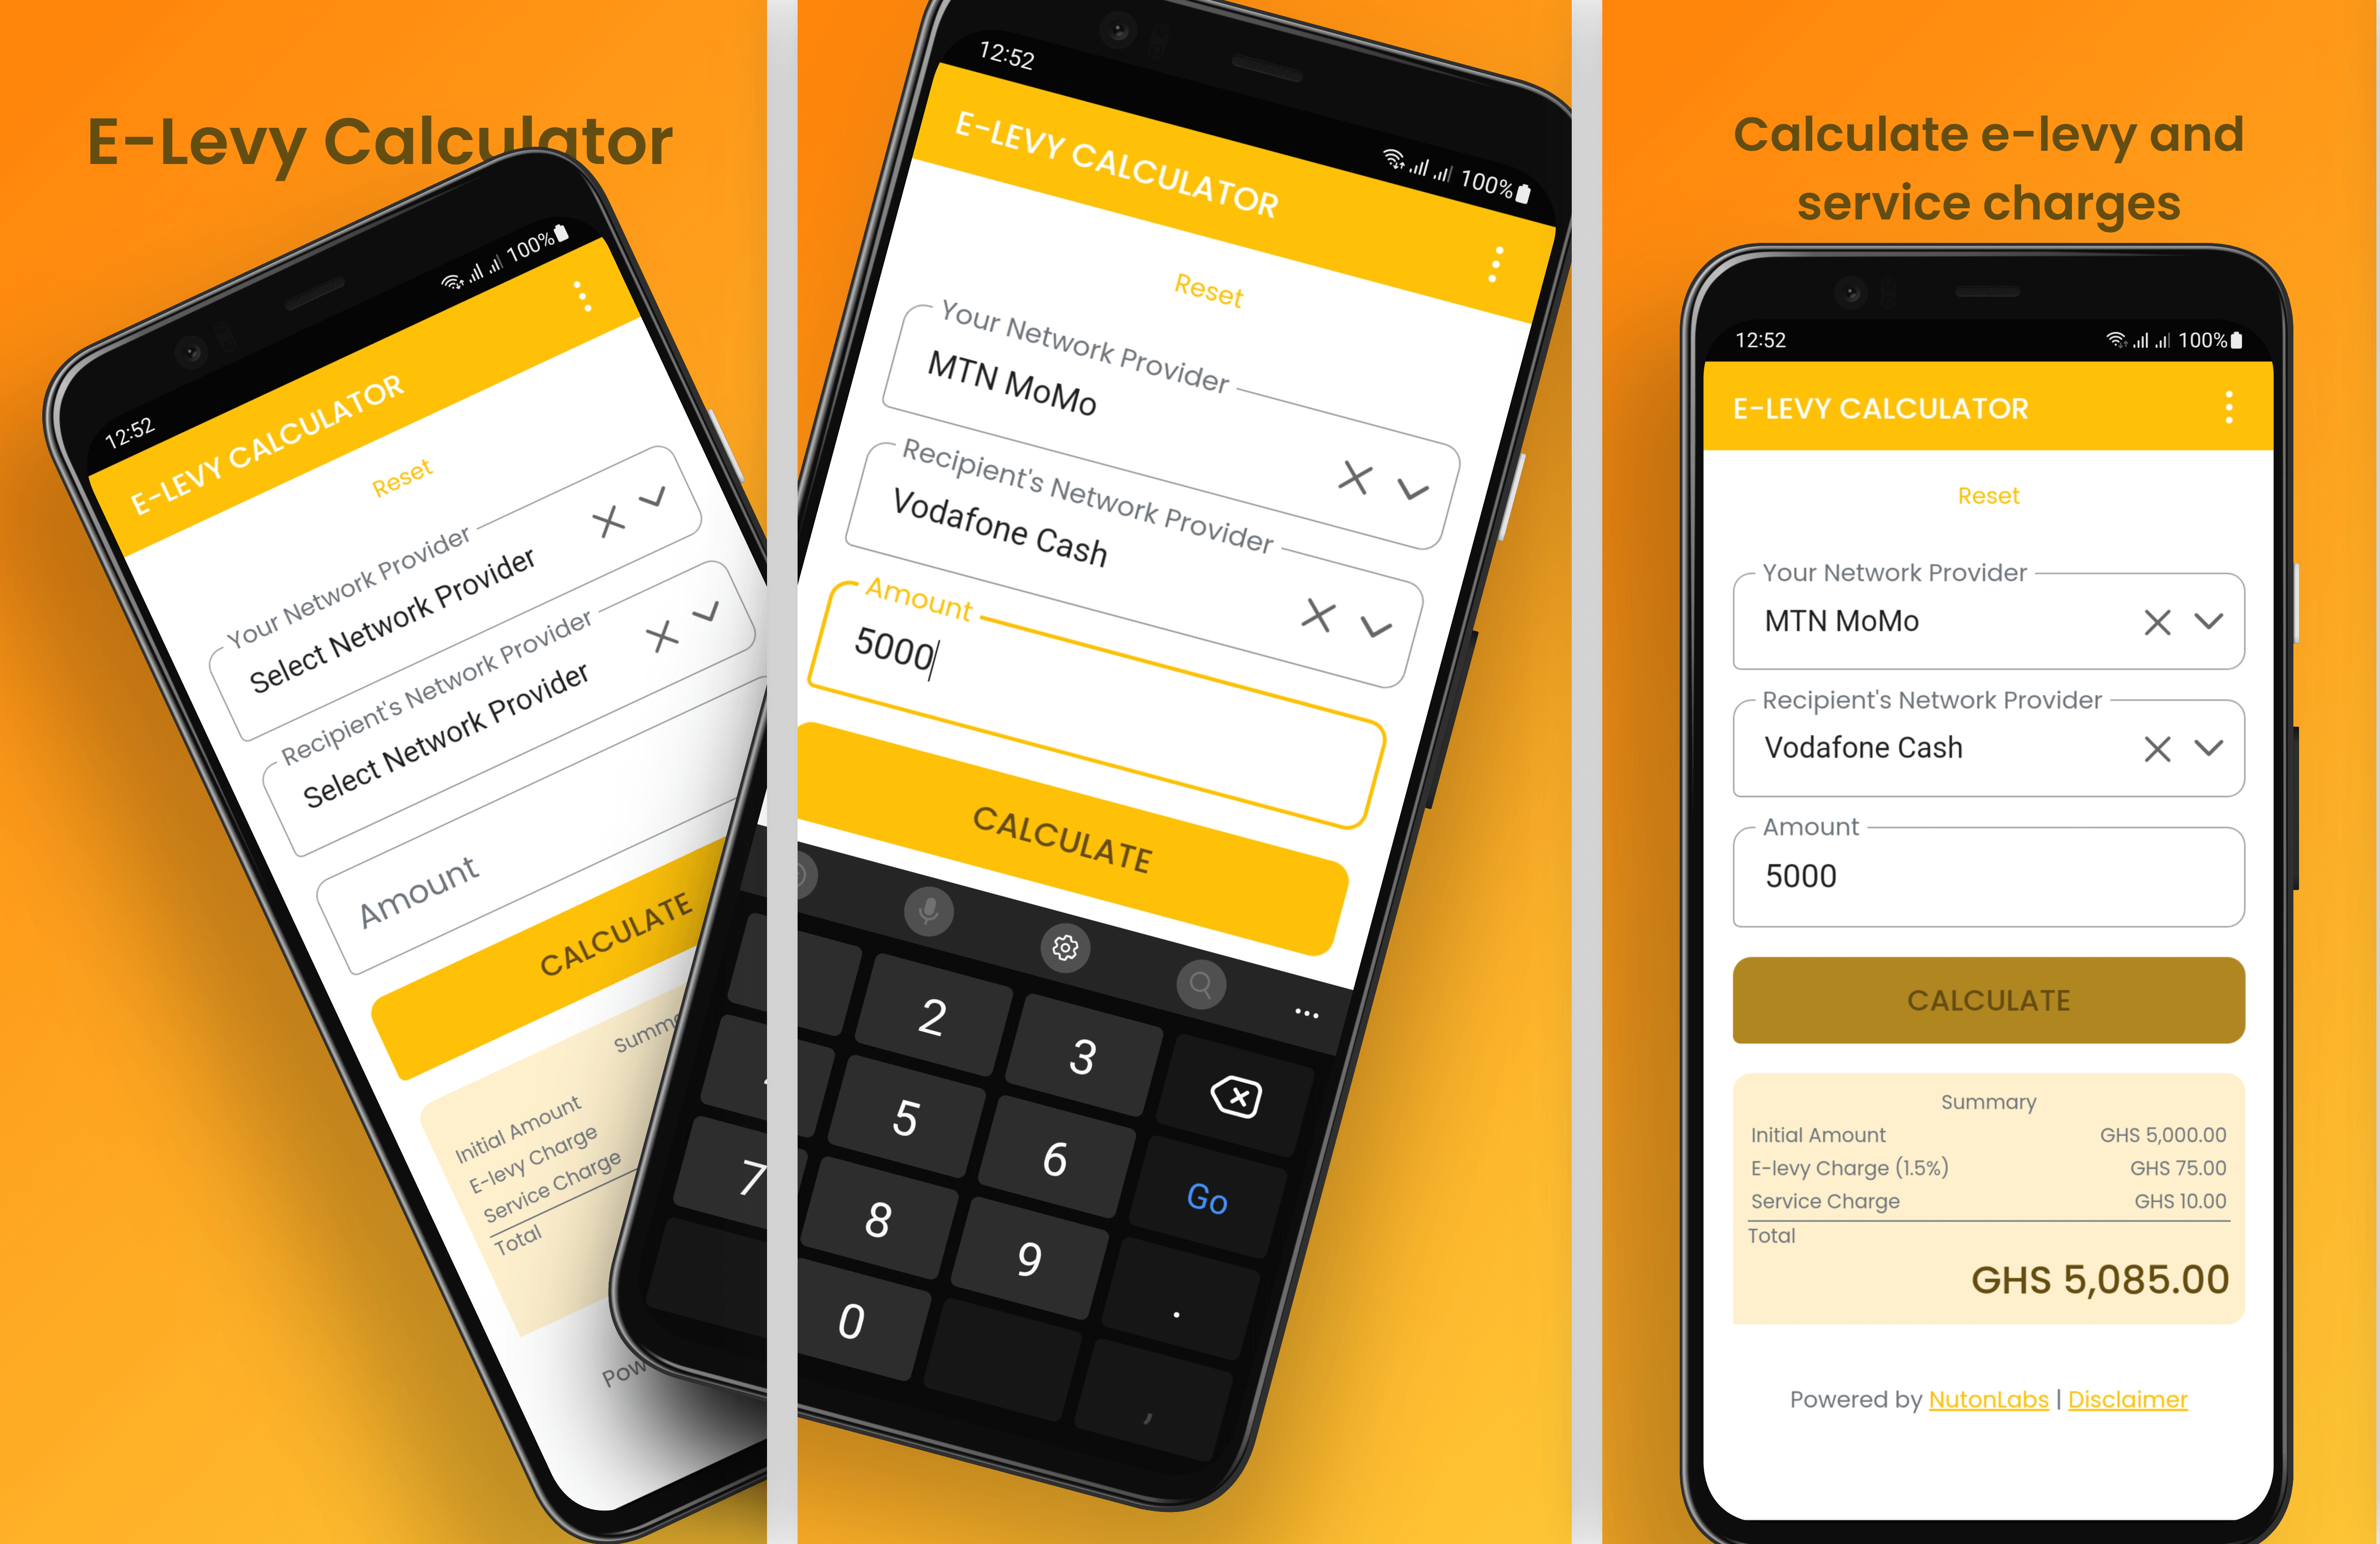 E-Levy Calculator
12:52
100%
E-LEVY CALCULATOR
Reset
Your Network Provider
Select Network Provider
Recipient's Network Provider
Select Network Provider
Amount
CALCULATE
Initial Amount
E-levy Charge
Service Charge
Total
12:52
100%
E-LEVY CALCULATOR
Reset
Your Network Provider
MTN MoMo
Recipient's Network Provider
Vodafone Cash
Amount
5000
CALCULATE
2
3
5
6
Go
7
8
9
.
0
,
Calculate e-levy and
service charges
12:52
100%
E-LEVY CALCULATOR
Reset
Your Network Provider
MTN MoMo
Recipient's Network Provider
Vodafone Cash
Amount
5000
CALCULATE
Summary
Initial Amount GHS 5,000.00
E-levy Charge (1.5%) GHS 75.00
Service Charge GHS 10.00
Total
GHS 5,085.00
Powered by NutonLabs | Disclaimer